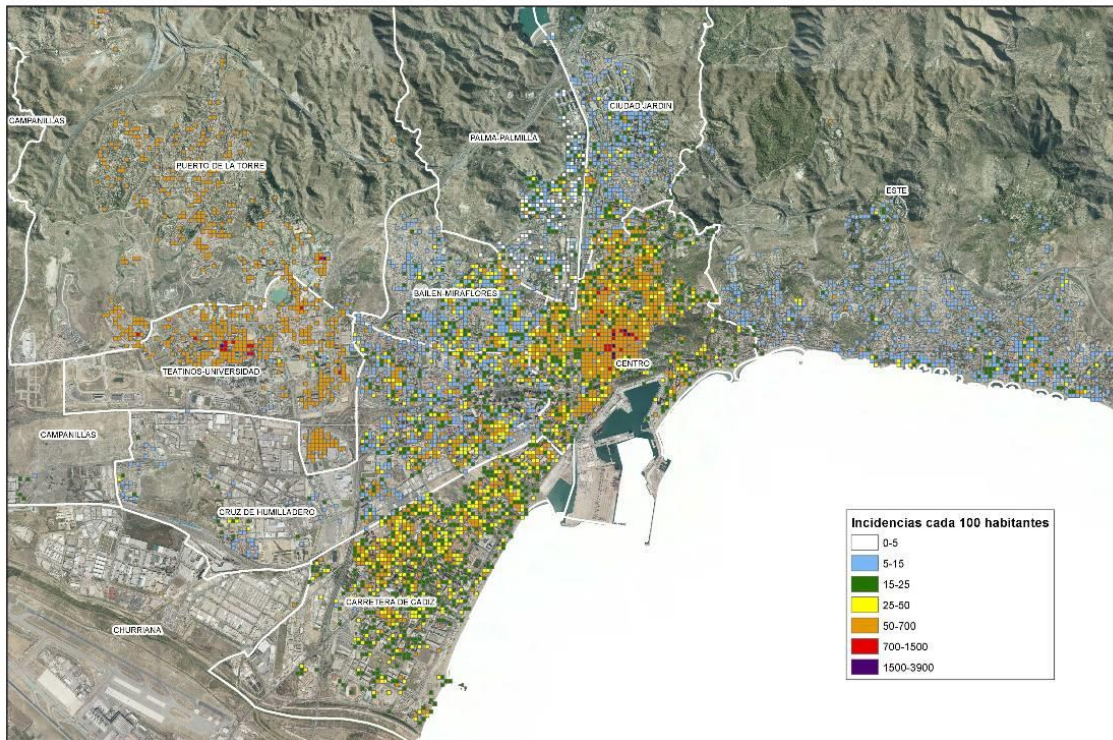 CAMPANILLAS
CIUDAD JARDIN
PALMA-PALMILLA
PUERTO DE LA TORRE
ESTE
BAILEN-MIRAFLORES
CENTRO
TEATINOS-UNIVERSIDAD
CAMPANILLAS
CRUZ DE HUMILLADERO
CARRETERA DE CADIZ
CHURRIANA
Incidencias cada 100 habitantes
0-5
5-15
15-25
25-50
50-700
700-1500
1500-3900